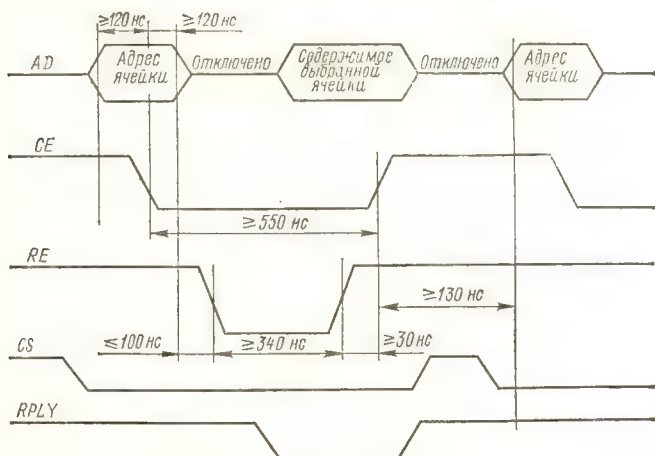 ≥120 нс ≥120 нс
AD
Адрес
ячейки
Отключено
Содержимое
выбранной
ячейки
Отключено
Адрес
ячейки
CE
≥550 нс
RE
≥130 нс
≤100 нс
≥340 нс
≥30 нс
CS
RPLY